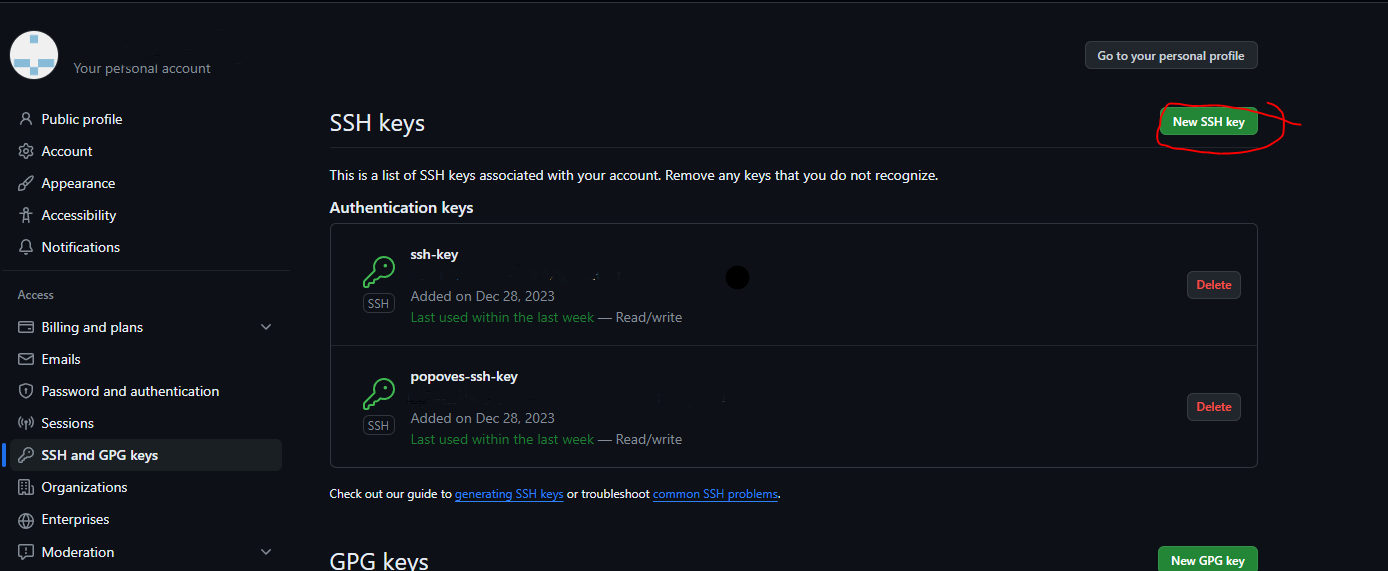 Your personal account
Go to your personal profile
Public profile
Account
Appearance
Accessibility
Notifications
Access
Billing and plans
Emails
Password and authentication
Sessions
SSH and GPG keys
Organizations
Enterprises
Moderation
SSH keys
New SSH key
This is a list of SSH keys associated with your account. Remove any keys that you do not recognize.
Authentication keys
ssh-key
SSH
Added on Dec 28, 2023
Last used within the last week — Read/write
Delete
popoves-ssh-key
SSH
Added on Dec 28, 2023
Last used within the last week — Read/write
Delete
Check out our guide to generating SSH keys or troubleshoot common SSH problems.
GPG keys
New GPG key